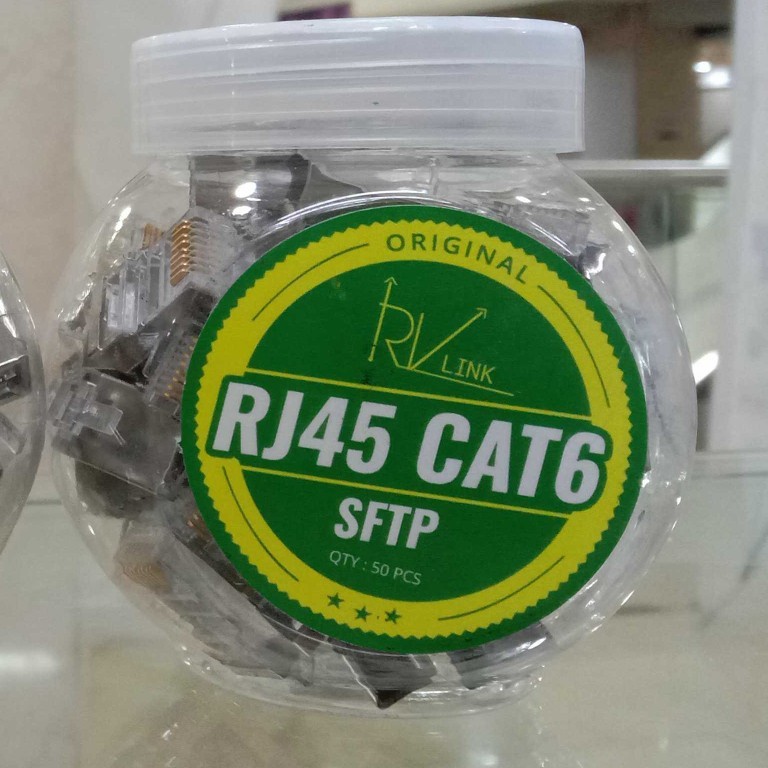 ORIGINAL
RV LINK
RJ45 CAT6
SFTP
QTY : 50 PCS